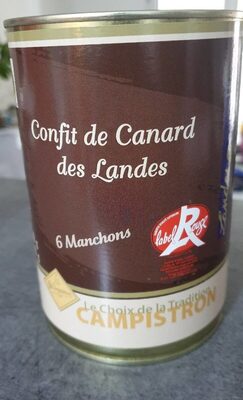 Confit de Canard
des Landes
6 Manchons
label
Rouge
Le Choix de la Tradition
CAMPISTRON